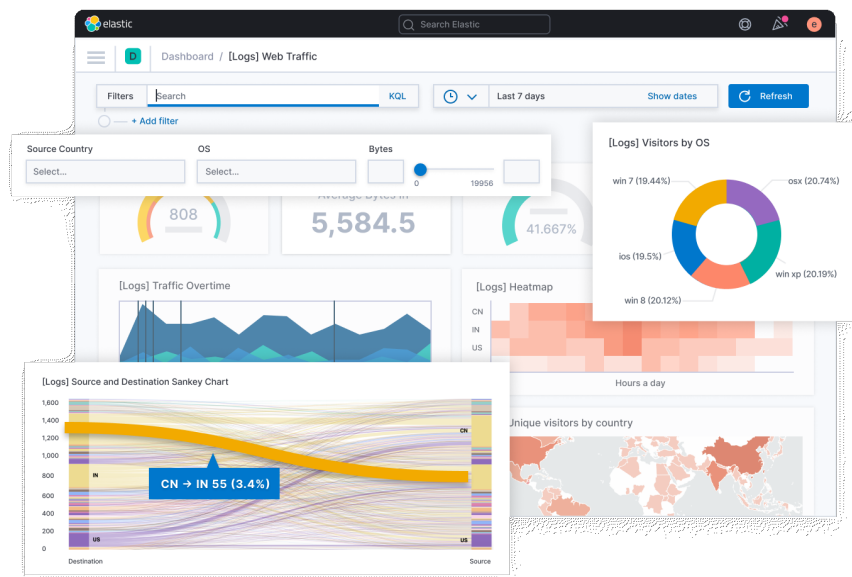 elastic
Search Elastic
e
D
Dashboard / [Logs] Web Traffic
Filters
Search
KQL
Last 7 days
Show dates
Refresh
+ Add filter
Source Country
OS
Bytes
Select...
Select...
0
19956
[Logs] Visitors by OS
win 7 (19.44%)
osx (20.74%)
ios (19.5%)
win xp (20.19%)
win 8 (20.12%)
808
Average Bytes in
5,584.5
41.667%
[Logs] Traffic Overtime
[Logs] Heatmap
CN
IN
US
Hours a day
[Logs] Source and Destination Sankey Chart
1,600
1,400
1,200
1,000
800
600
400
200
0
CN
IN
US
US
CN → IN 55 (3.4%)
Destination
Source
Unique visitors by country